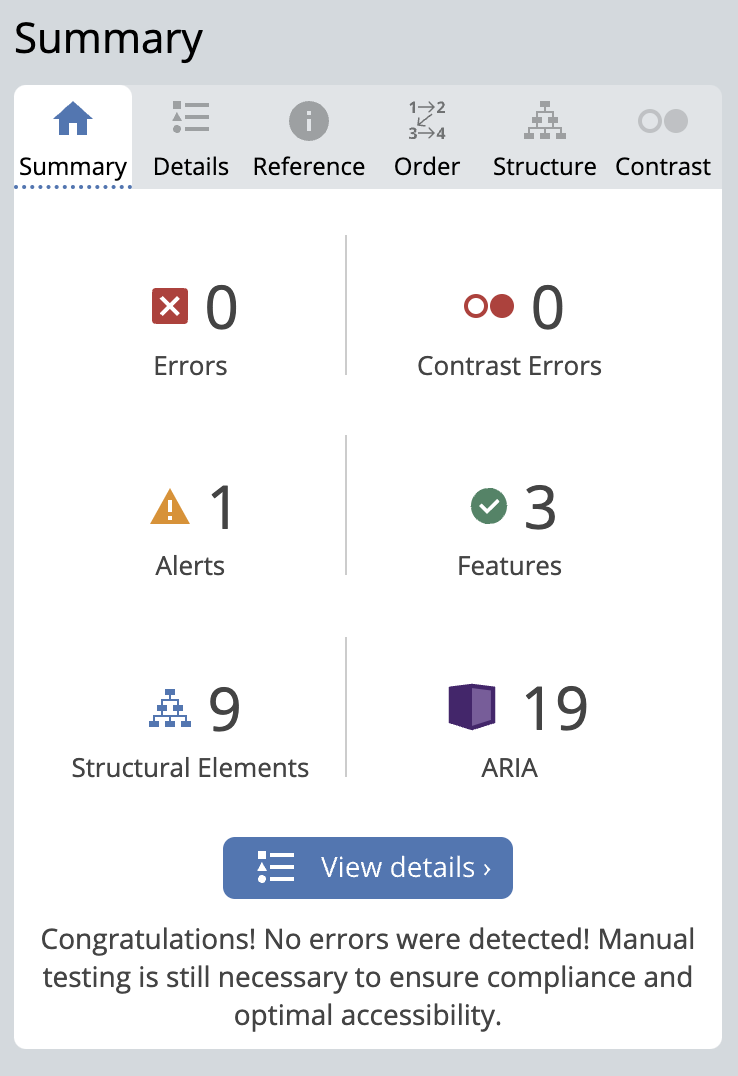 Summary
Summary
Details
Reference
1→2
3→4
Order
Structure
Contrast
0
Errors
0
Contrast Errors
1
Alerts
3
Features
9
Structural Elements
19
ARIA
View details ›
Congratulations! No errors were detected! Manual
testing is still necessary to ensure compliance and
optimal accessibility.